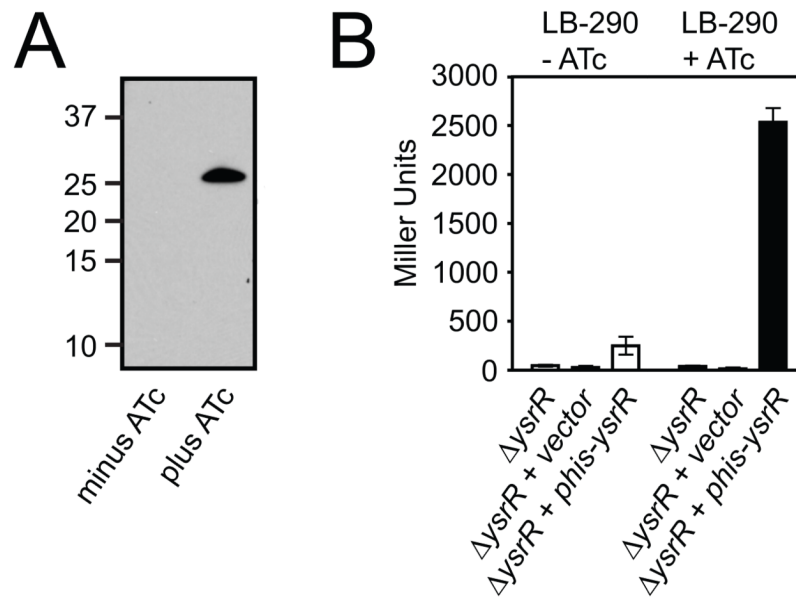 A
37
25
20
15
10
minus ATc
plus ATc
B
LB-290
- ATc
LB-290
+ ATc
Miller Units
3000
2500
2000
1500
1000
500
0
ΔysrR
ΔysrR + vector
ΔysrR + phis-ysrR
ΔysrR
ΔysrR + vector
ΔysrR + phis-ysrR